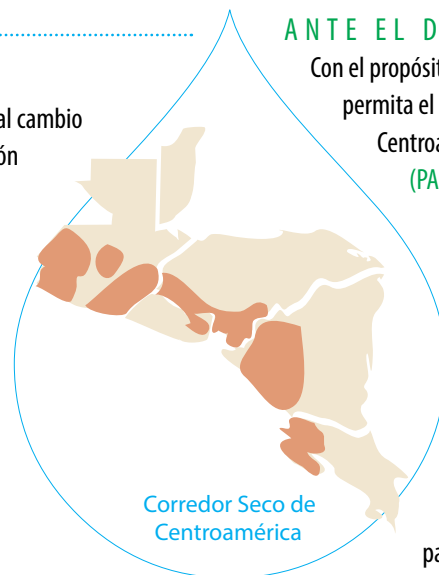 al cambio
ón
ANTE EL D
Con el propósit
permita el
Centroa
(PA
Corredor Seco de
Centroamérica
pa